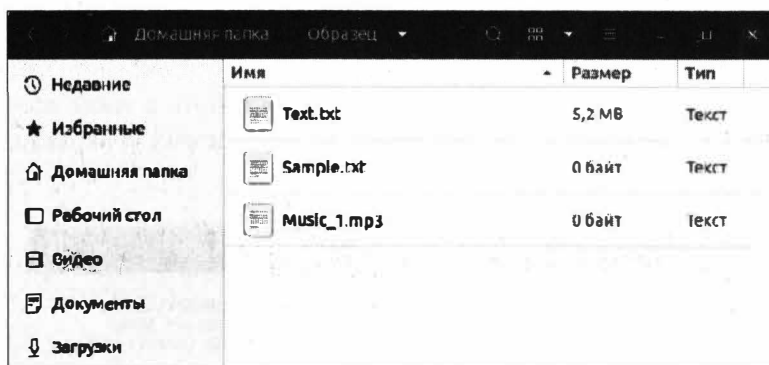 Домашняя папка Образец
Недавние
Избранные
Домашняя папка
Рабочий стол
Видео
Документы
Загрузки
Имя Размер Тип
Text.txt 5,2 MB Текст
Sample.txt 0 байт Текст
Music_1.mp3 0 байт Текст